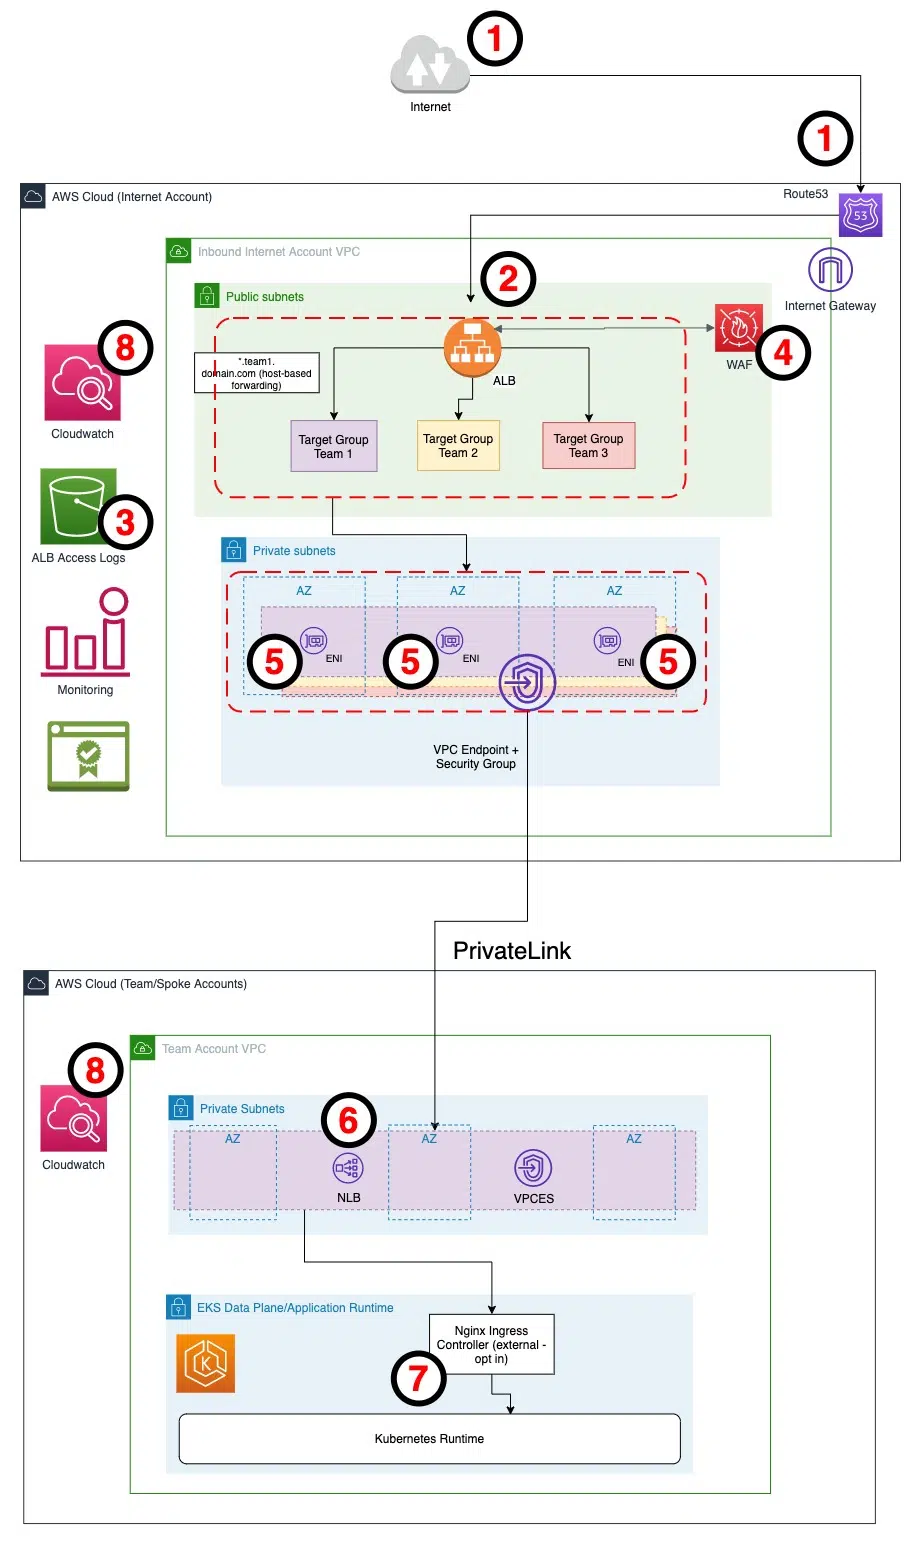 1
Internet
1
AWS Cloud (Internet Account)
Route53
53
Inbound Internet Account VPC
2
Internet Gateway
Public subnets
8
4
WAF
*.team1.
domain.com (host-based
forwarding)
ALB
Cloudwatch
Target Group
Team 1
Target Group
Team 2
Target Group
Team 3
3
ALB Access Logs
Private subnets
AZ
AZ
AZ
5
ENI
5
ENI
ENI
5
Monitoring
VPC Endpoint +
Security Group
PrivateLink
AWS Cloud (Team/Spoke Accounts)
Team Account VPC
8
Cloudwatch
Private Subnets
6
AZ
AZ
AZ
NLB
VPCES
EKS Data Plane/Application Runtime
K
Nginx Ingress
Controller (external -
opt in)
7
Kubernetes Runtime